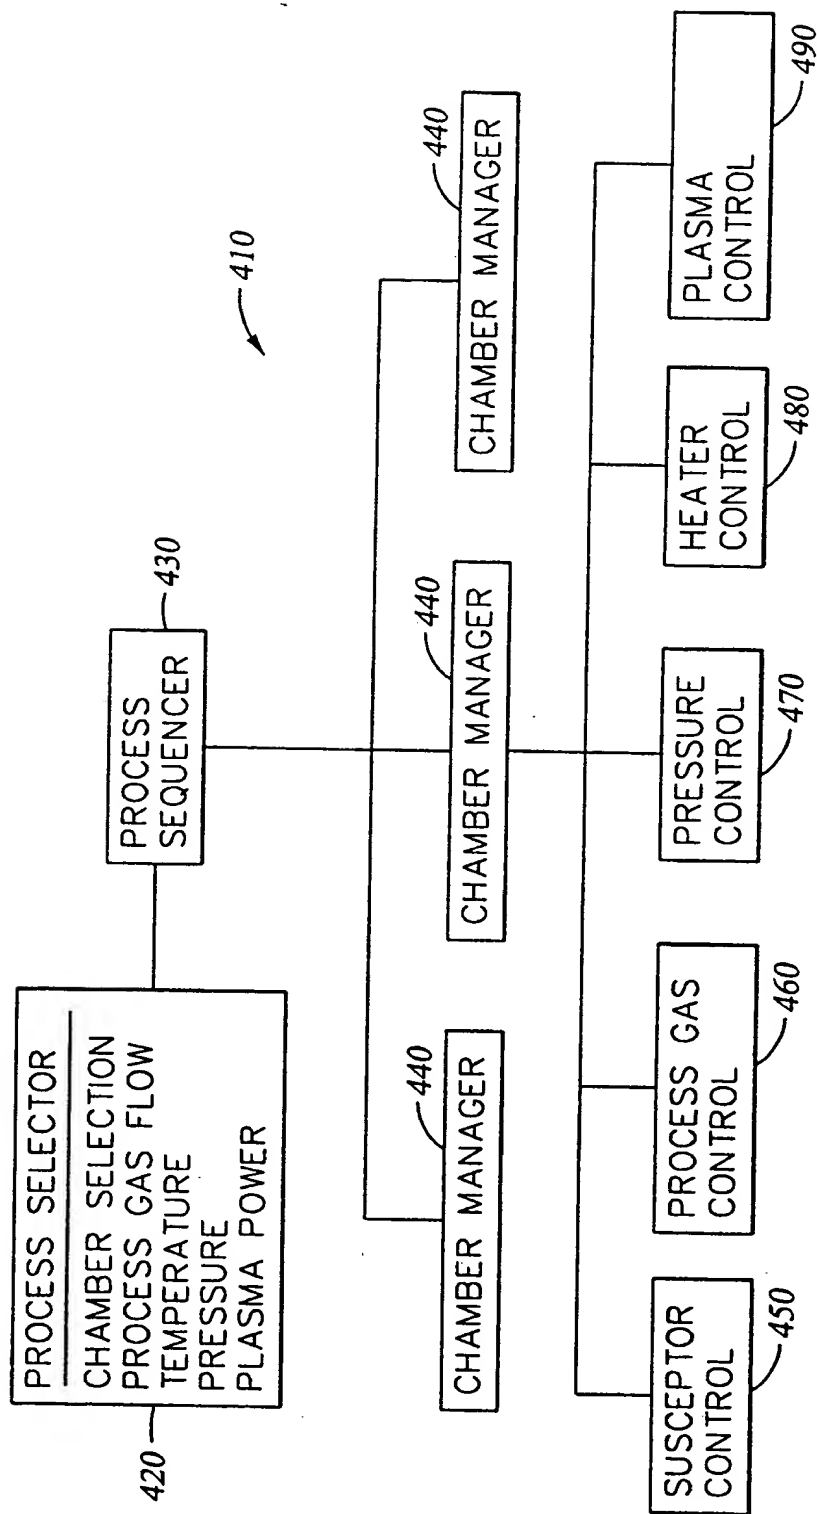 410
PROCESS SELECTOR
CHAMBER SELECTION
PROCESS GAS FLOW
TEMPERATURE
PRESSURE
PLASMA POWER
420
PROCESS
SEQUENCER
430
CHAMBER MANAGER
440
CHAMBER MANAGER
440
CHAMBER MANAGER
440
SUSCEPTOR
CONTROL
450
PROCESS GAS
CONTROL
460
PRESSURE
CONTROL
470
HEATER
CONTROL
480
PLASMA
CONTROL
490